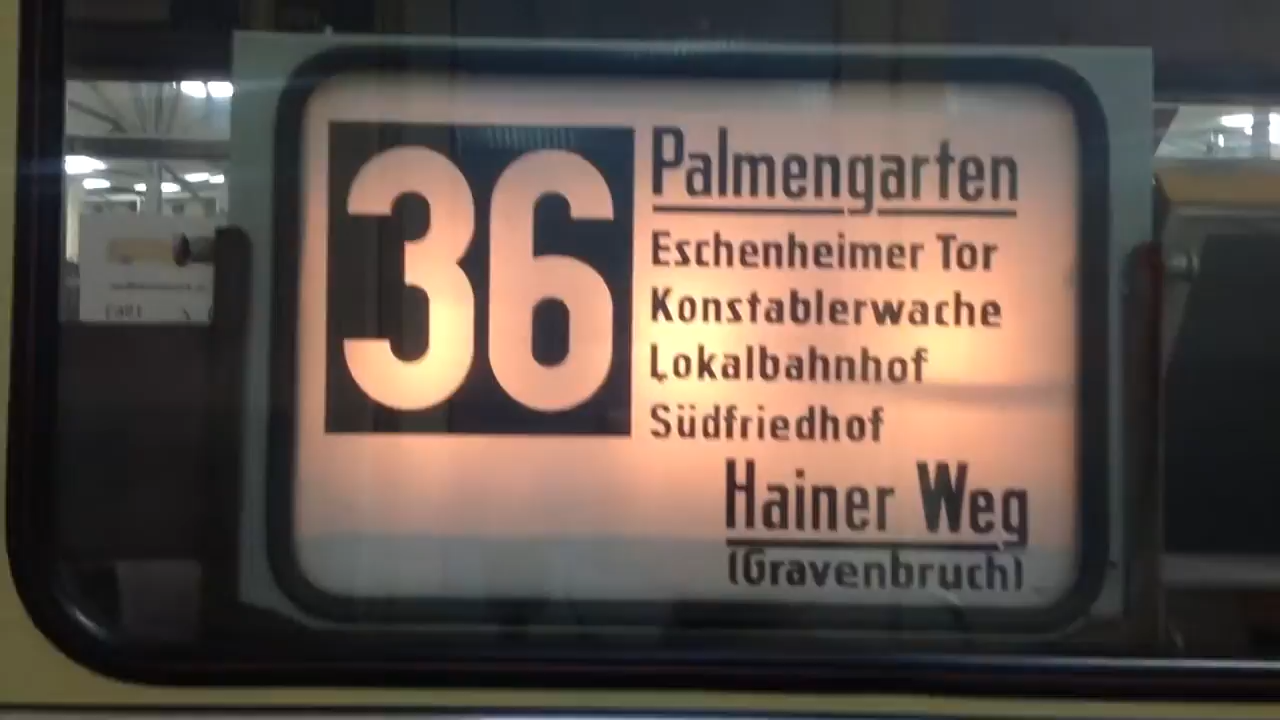 36
Palmengarten
Eschenheimer Tor
Konstablerwache
Lokalbahnhof
Südfriedhof
Hainer Weg
(Gravenbruch)